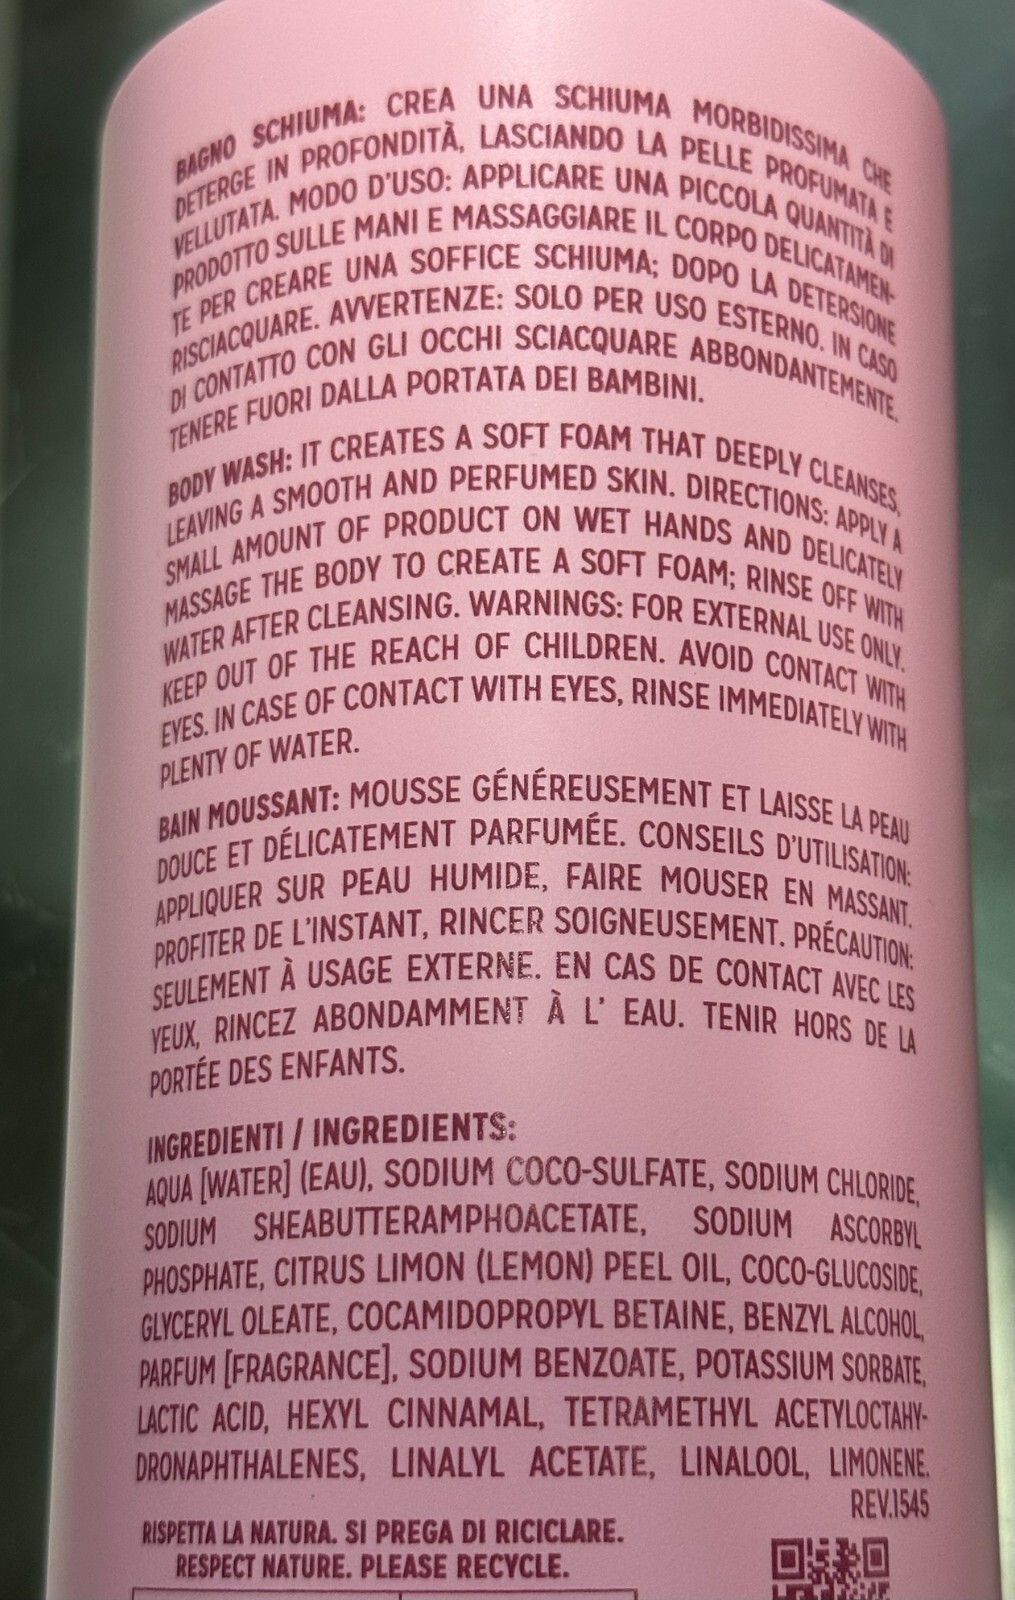 BAGNO SCHIUMA: CREA UNA SCHIUMA MORBIDISSIMA CHE
DETERGE IN PROFONDITÀ, LASCIANDO LA PELLE PROFUMATA E
VELLUTATA. MODO D'USO: APPLICARE UNA PICCOLA QUANTITÀ DI
PRODOTTO SULLE MANI E MASSAGGIARE IL CORPO DELICATAMEN-
TE PER CREARE UNA SOFFICE SCHIUMA; DOPO LA DETERSIONE
RISCIACQUARE. AVVERTENZE: SOLO PER USO ESTERNO. IN CASO
DI CONTATTO CON GLI OCCHI SCIACQUARE ABBONDANTEMENTE.
TENERE FUORI DALLA PORTATA DEI BAMBINI.
BODY WASH: IT CREATES A SOFT FOAM THAT DEEPLY CLEANSES,
LEAVING A SMOOTH AND PERFUMED SKIN. DIRECTIONS: APPLY A
SMALL AMOUNT OF PRODUCT ON WET HANDS AND DELICATELY
MASSAGE THE BODY TO CREATE A SOFT FOAM; RINSE OFF WITH
WATER AFTER CLEANSING. WARNINGS: FOR EXTERNAL USE ONLY.
KEEP OUT OF THE REACH OF CHILDREN. AVOID CONTACT WITH
EYES. IN CASE OF CONTACT WITH EYES, RINSE IMMEDIATELY WITH
PLENTY OF WATER.
BAIN MOUSSANT: MOUSSE GÉNÉREUSEMENT ET LAISSE LA PEAU
DOUCE ET DÉLICATEMENT PARFUMÉE. CONSEILS D'UTILISATION:
APPLIQUER SUR PEAU HUMIDE, FAIRE MOUSER EN MASSANT.
PROFITER DE L'INSTANT, RINCER SOIGNEUSEMENT. PRÉCAUTION:
SEULEMENT À USAGE EXTERNE. EN CAS DE CONTACT AVEC LES
YEUX, RINCEZ ABONDAMMENT À L' EAU. TENIR HORS DE LA
PORTÉE DES ENFANTS.
INGREDIENTI / INGREDIENTS:
AQUA [WATER] (EAU), SODIUM COCO-SULFATE, SODIUM CHLORIDE,
SODIUM SHEABUTTERAMPHOACETATE, SODIUM ASCORBYL
PHOSPHATE, CITRUS LIMON (LEMON) PEEL OIL, COCO-GLUCOSIDE,
GLYCERYL OLEATE, COCAMIDOPROPYL BETAINE, BENZYL ALCOHOL,
PARFUM [FRAGRANCE], SODIUM BENZOATE, POTASSIUM SORBATE,
LACTIC ACID, HEXYL CINNAMAL, TETRAMETHYL ACETYLOCTAHY-
DRONAPHTHALENES, LINALYL ACETATE, LINALOOL, LIMONENE.
REV.1545
RISPETTA LA NATURA. SI PREGA DI RICICLARE.
RESPECT NATURE. PLEASE RECYCLE.